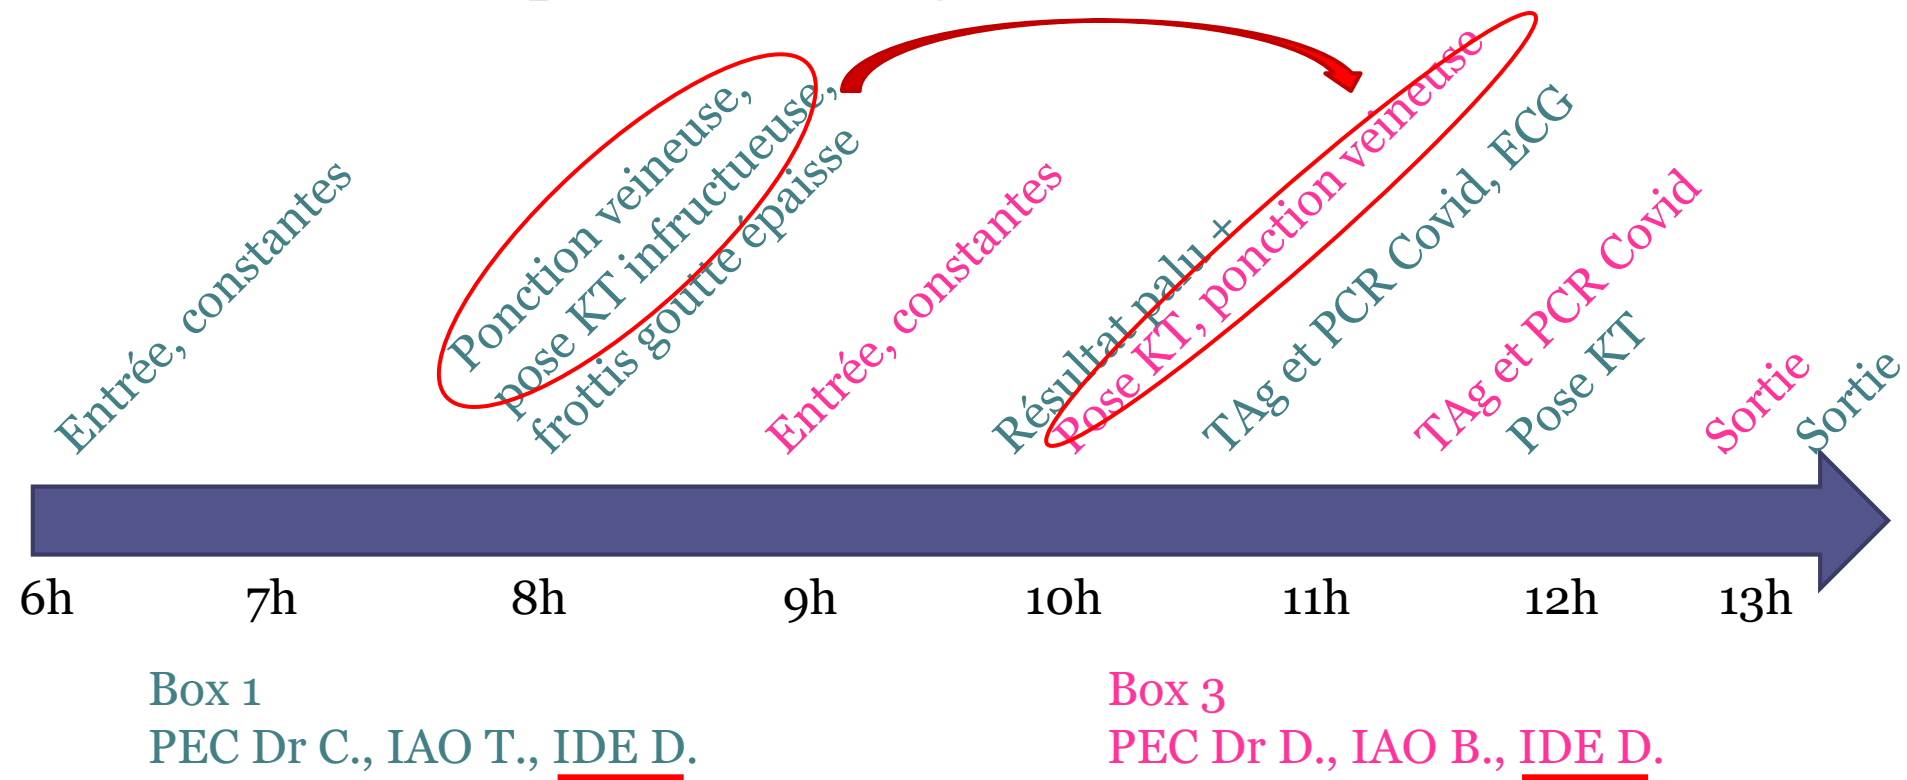 Entrée, constantes
Ponction veineuse,
pose KT infructueuse,
frottis goutte épaisse
Entrée, constantes
Résultat palu +
Pose KT, ponction veineuse
TAg et PCR Covid, ECG
TAg et PCR Covid
Pose KT
Sortie
Sortie
6h 7h 8h 9h 10h 11h 12h 13h
Box 1
PEC Dr C., IAO T., IDE D.
Box 3
PEC Dr D., IAO B., IDE D.